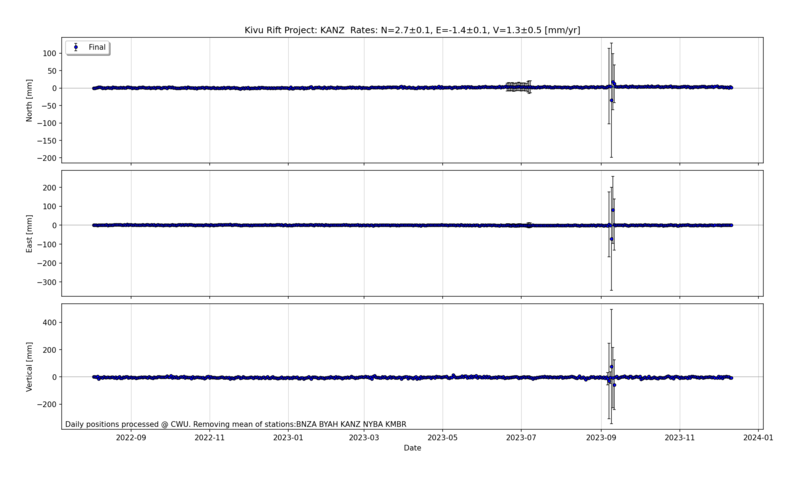 Kivu Rift Project: KANZ  Rates: N=2.7±0.1, E=-1.4±0.1, V=1.3±0.5 [mm/yr]
Final
100
50
0
−50
−100
−150
−200
North [mm]
200
100
0
−100
−200
−300
East [mm]
400
200
0
−200
Vertical [mm]
Daily positions processed @ CWU. Removing mean of stations:BNZA BYAH KANZ NYBA KMBR
2022-09 2022-11 2023-01 2023-03 2023-05 2023-07 2023-09 2023-11 2024-01
Date